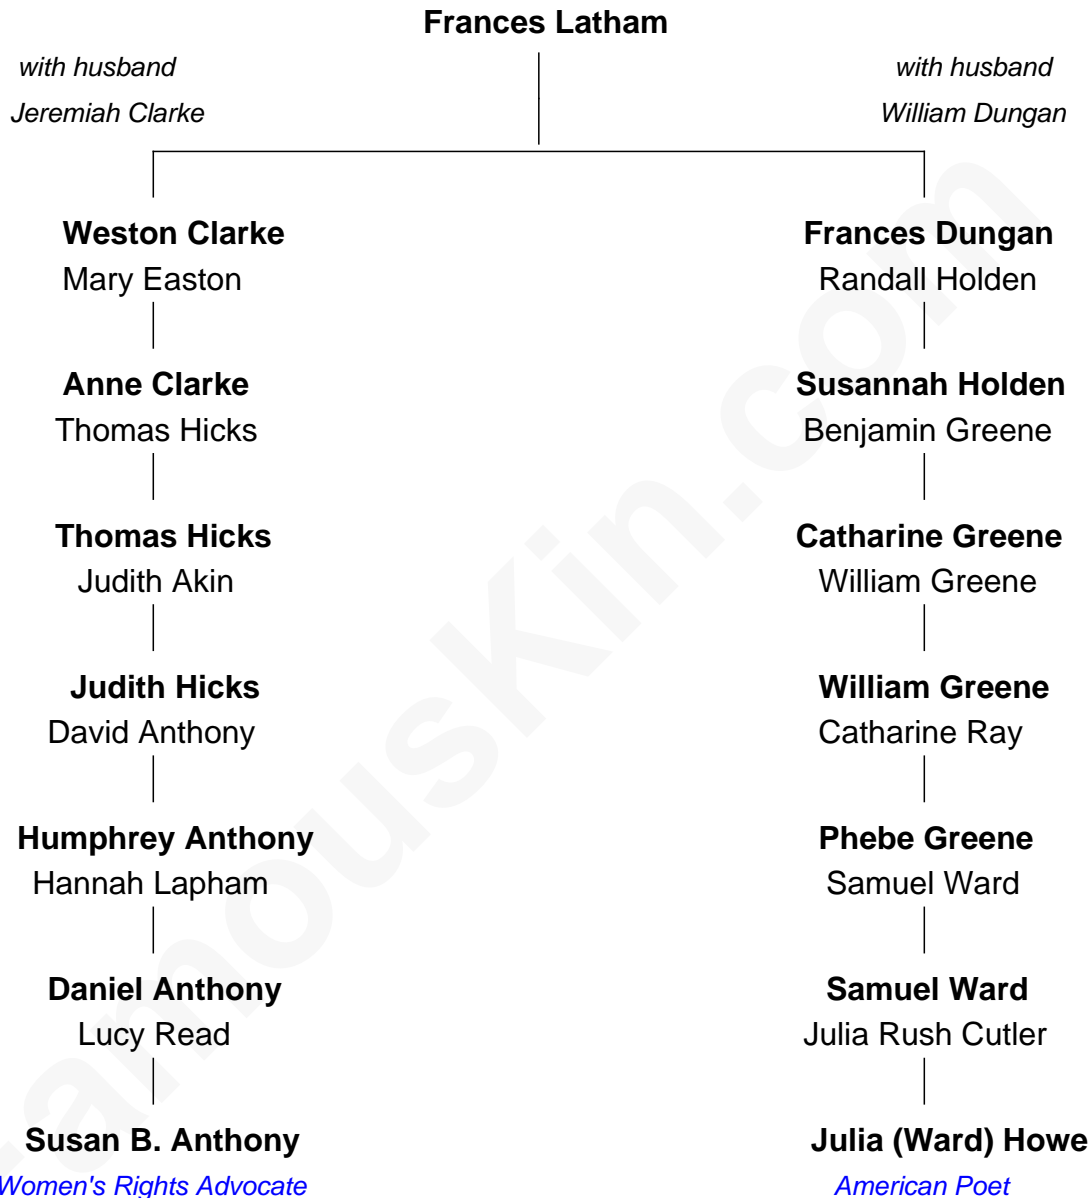 Frances Latham
with husband with husband
Jeremiah Clarke William Dungan
Weston Clarke Frances Dungan
Mary Easton Randall Holden
Anne Clarke Susannah Holden
Thomas Hicks Benjamin Greene
Thomas Hicks Catharine Greene
Judith Akin William Greene
Judith Hicks William Greene
David Anthony Catharine Ray
Humphrey Anthony Phebe Greene
Hannah Lapham Samuel Ward
Daniel Anthony Samuel Ward
Lucy Read Julia Rush Cutler
Susan B. Anthony Julia (Ward) Howe
Women's Rights Advocate American Poet
FamousKin.com